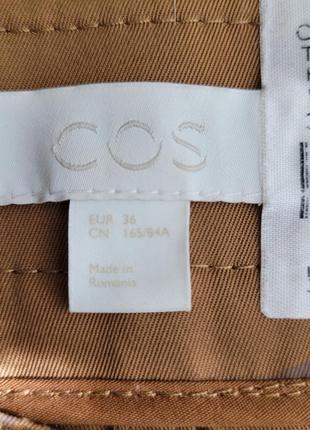 COS
EUR 36
CN 165/84A
Made in
Romania